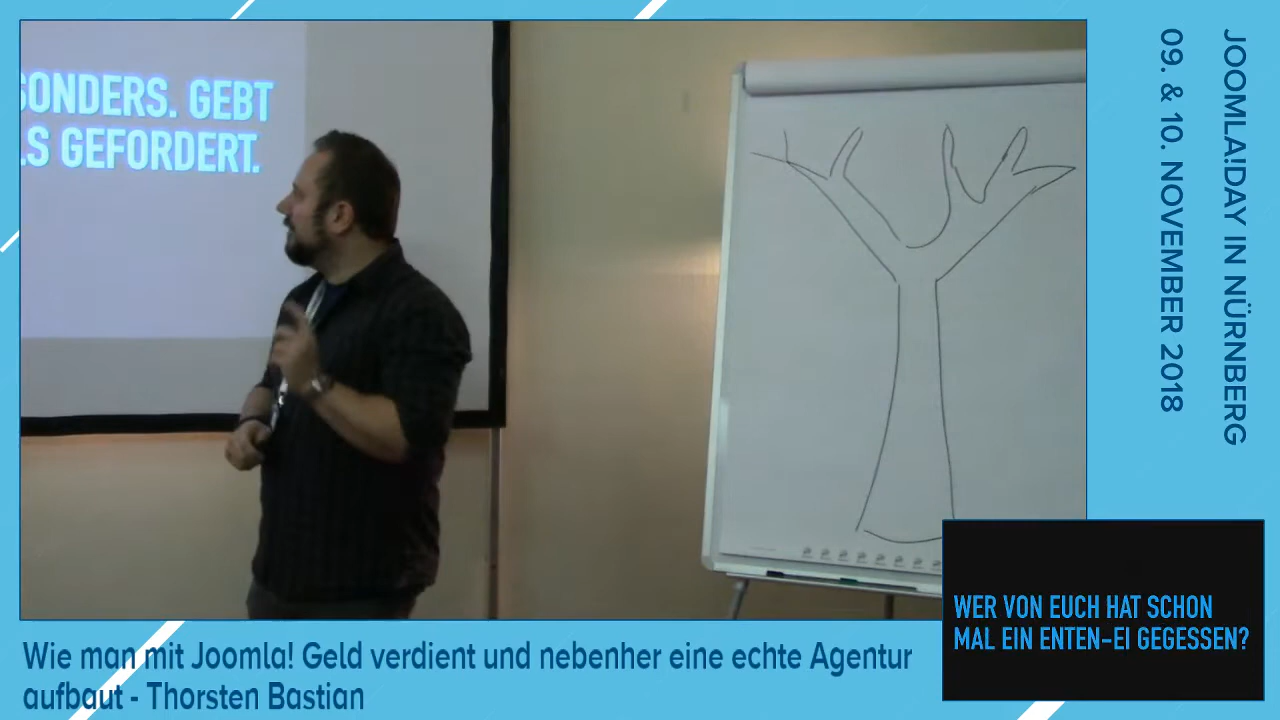 SONDERS. GEBT
LS GEFORDERT.
JOOMLA!DAY IN NÜRNBERG
09. & 10. NOVEMBER 2018
WER VON EUCH HAT SCHON
MAL EIN ENTEN-EI GEGESSEN?
Wie man mit Joomla! Geld verdient und nebenher eine echte Agentur
aufbaut - Thorsten Bastian